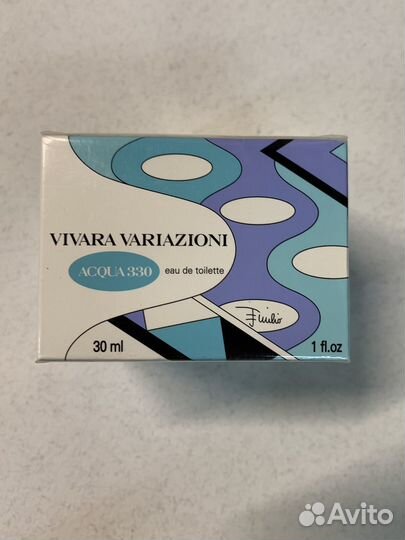 VIVARA VARIAZIONI
ACQUA 330 eau de toilette
Emilio
30 ml 1 fl.oz
Avito